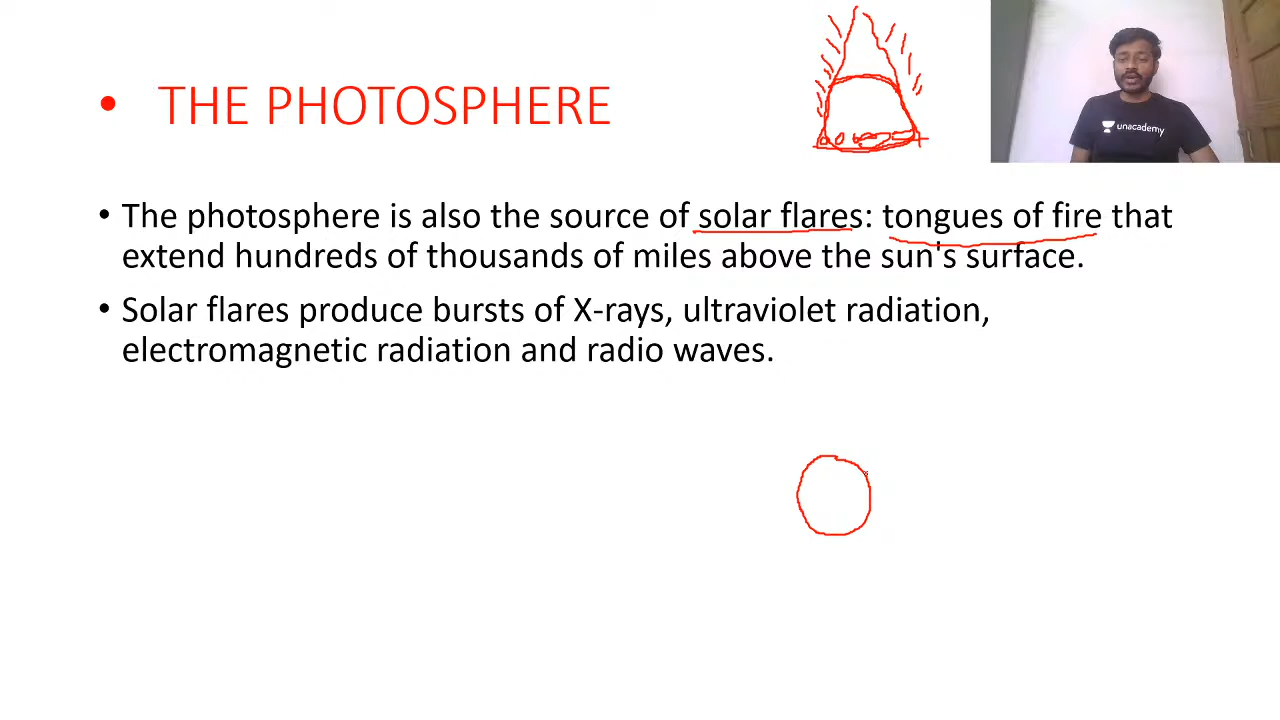 • THE PHOTOSPHERE
unacademy
• The photosphere is also the source of solar flares: tongues of fire that
extend hundreds of thousands of miles above the sun's surface.
• Solar flares produce bursts of X-rays, ultraviolet radiation,
electromagnetic radiation and radio waves.